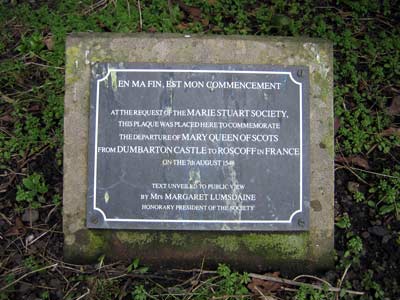 EN MA FIN, EST MON COMMENCEMENT
AT THE REQUEST OF THE MARIE STUART SOCIETY,
THIS PLAQUE WAS PLACED HERE TO COMMEMORATE
THE DEPARTURE OF MARY QUEEN OF SCOTS
FROM DUMBARTON CASTLE TO ROSCOFF IN FRANCE
ON THE 7th AUGUST 1548
TEXT UNVEILED TO PUBLIC VIEW
BY MRS MARGARET LUMSDAINE
HONORARY PRESIDENT OF THE SOCIETY